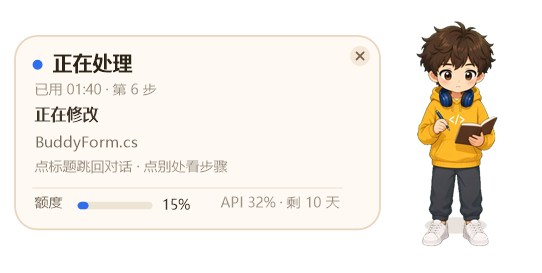 正在处理
已用 01:40 · 第 6 步
正在修改
BuddyForm.cs
点标题跳回对话 · 点别处看步骤
额度 15% API 32% · 剩 10 天
</>